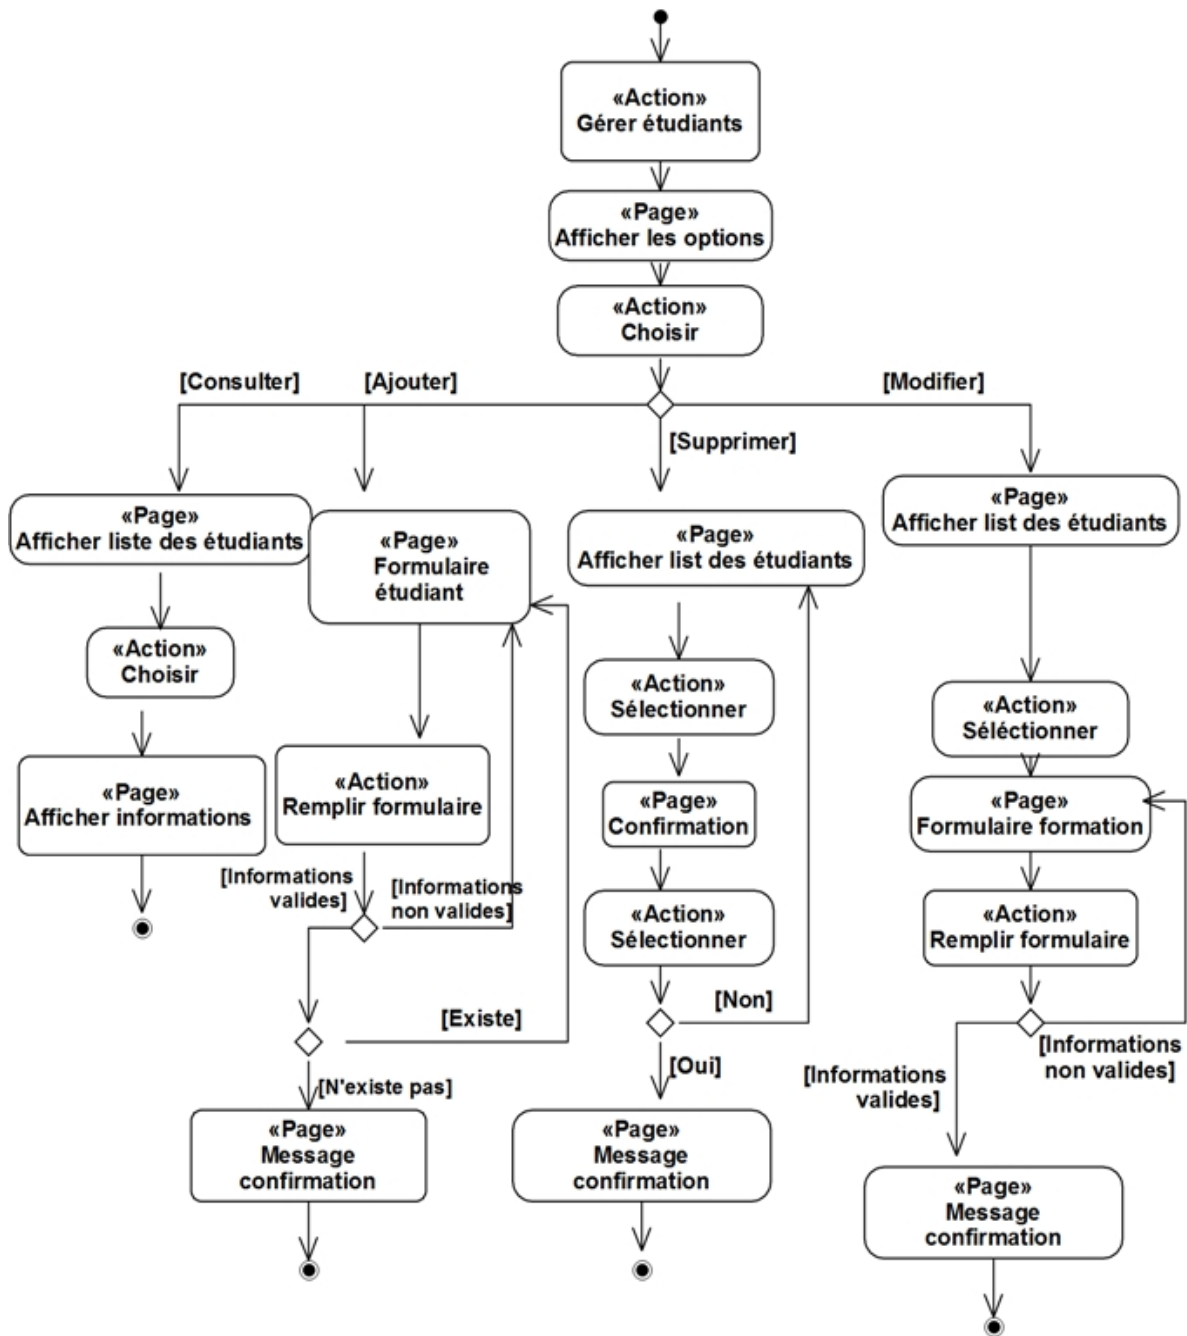 «Action»
Gérer étudiants
«Page»
Afficher les options
«Action»
Choisir
[Consulter]
[Ajouter]
[Modifier]
[Supprimer]
«Page»
Afficher liste des étudiants
«Action»
Choisir
«Page»
Afficher informations
«Page»
Formulaire
étudiant
«Action»
Remplir formulaire
[Informations
valides]
[Informations
non valides]
[Existe]
[N'existe pas]
«Page»
Message
confirmation
«Page»
Afficher list des étudiants
«Action»
Sélectionner
«Page»
Confirmation
«Action»
Sélectionner
[Non]
[Oui]
«Page»
Message
confirmation
«Page»
Afficher list des étudiants
«Action»
Séléctionner
«Page»
Formulaire formation
«Action»
Remplir formulaire
[Informations
non valides]
[Informations
valides]
«Page»
Message
confirmation